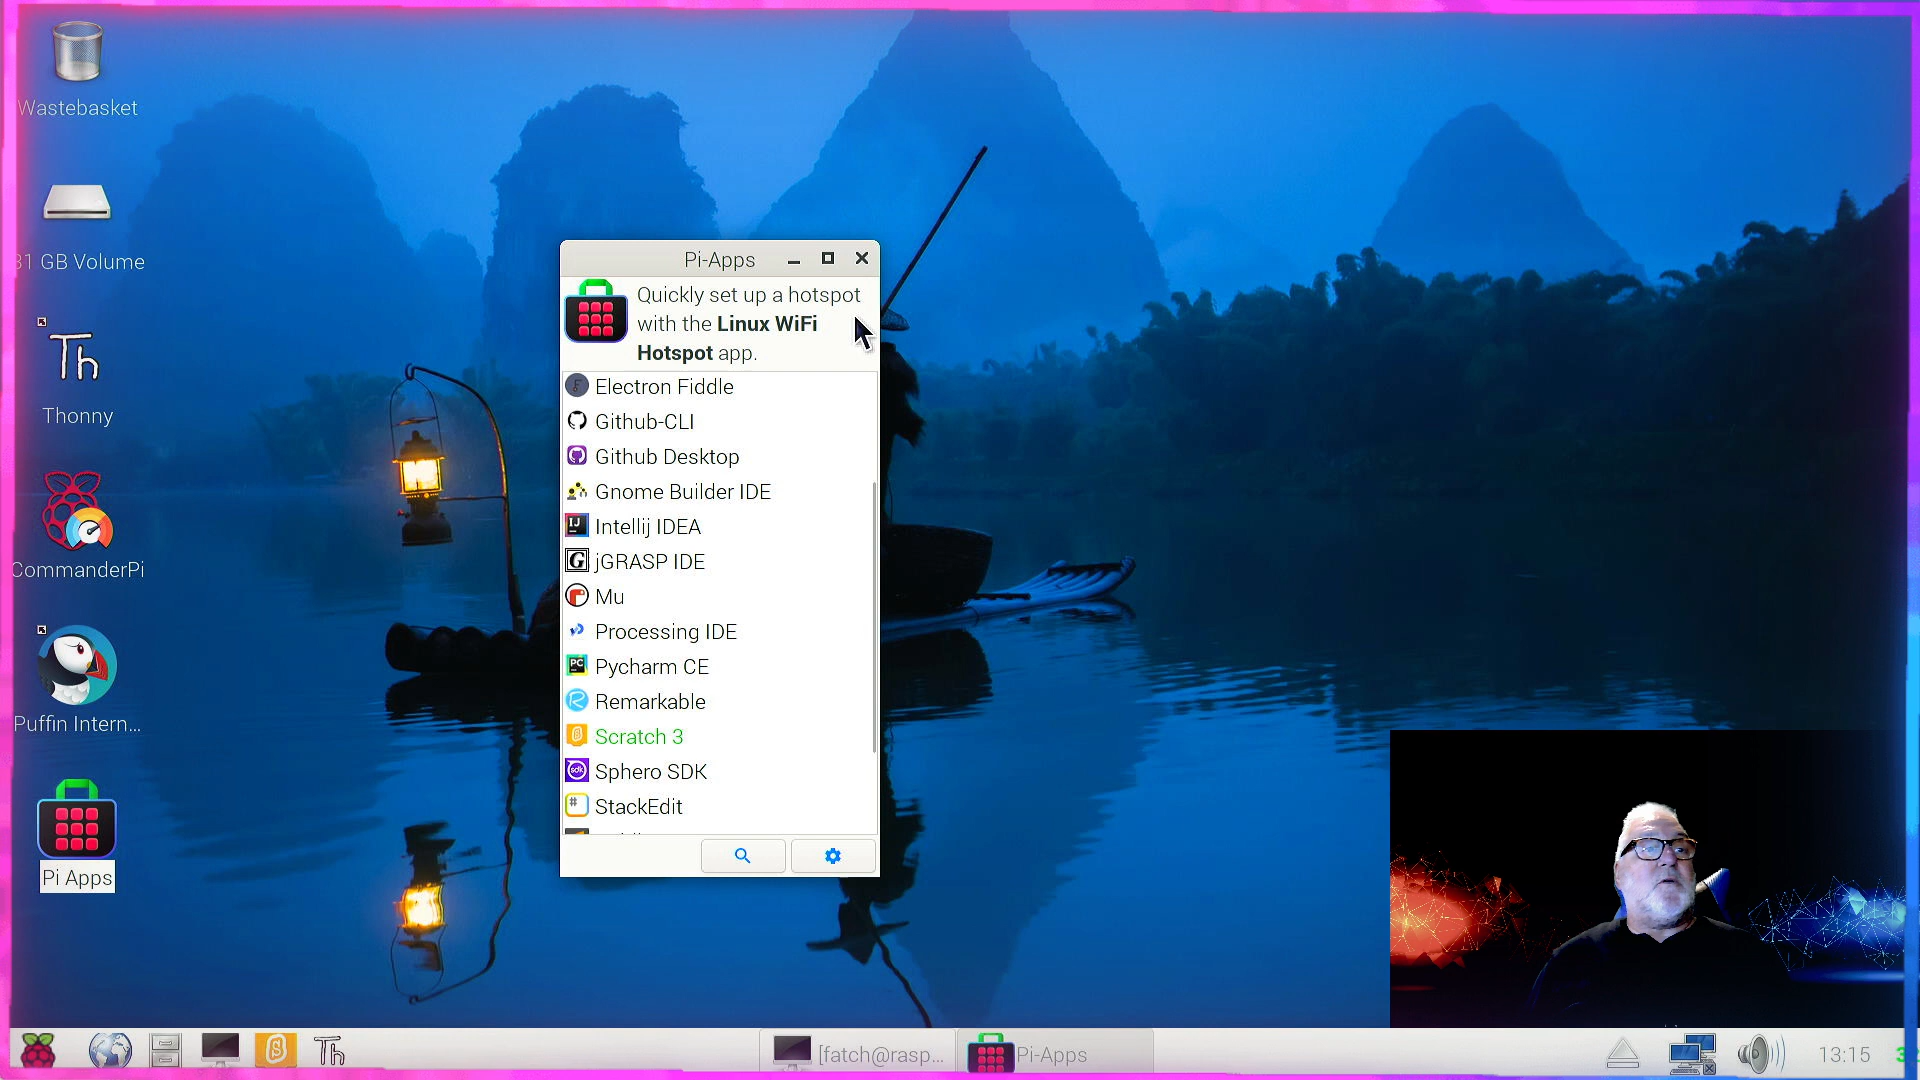 Wastebasket
31 GB Volume
Th
Thonny
CommanderPi
Puffin Intern...
Pi Apps
Pi-Apps
Quickly set up a hotspot
with the Linux WiFi
Hotspot app.
Electron Fiddle
Github-CLI
Github Desktop
Gnome Builder IDE
Intellij IDEA
jGRASP IDE
Mu
Processing IDE
Pycharm CE
Remarkable
Scratch 3
Sphero SDK
StackEdit
Th
[fatch@rasp...
Pi-Apps
13:15